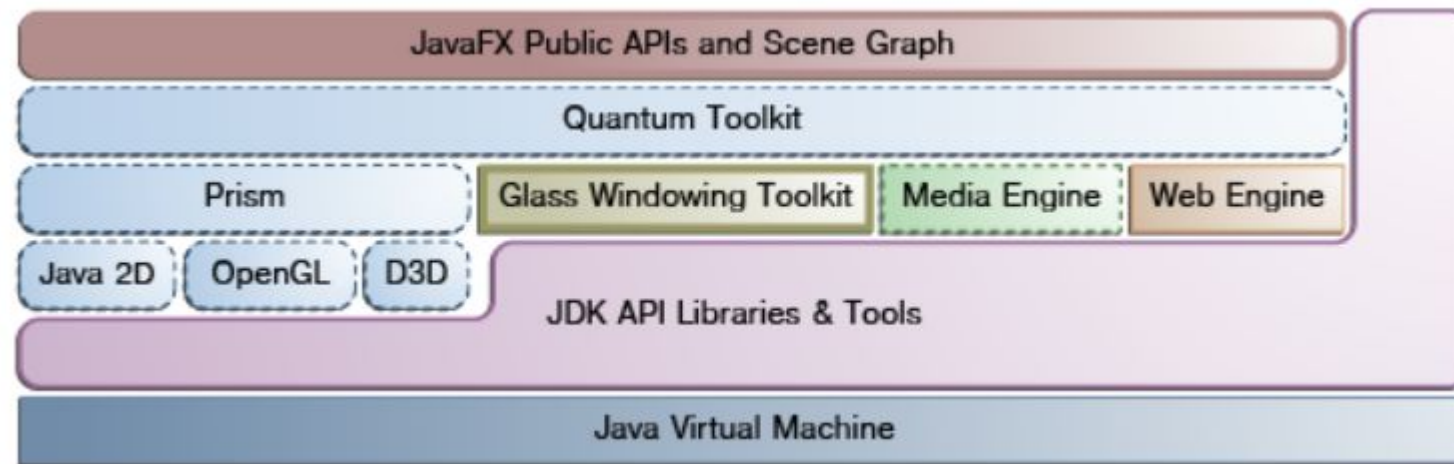 JavaFX Public APIs and Scene Graph
Quantum Toolkit
Prism
Glass Windowing Toolkit
Media Engine
Web Engine
Java 2D
OpenGL
D3D
JDK API Libraries & Tools
Java Virtual Machine